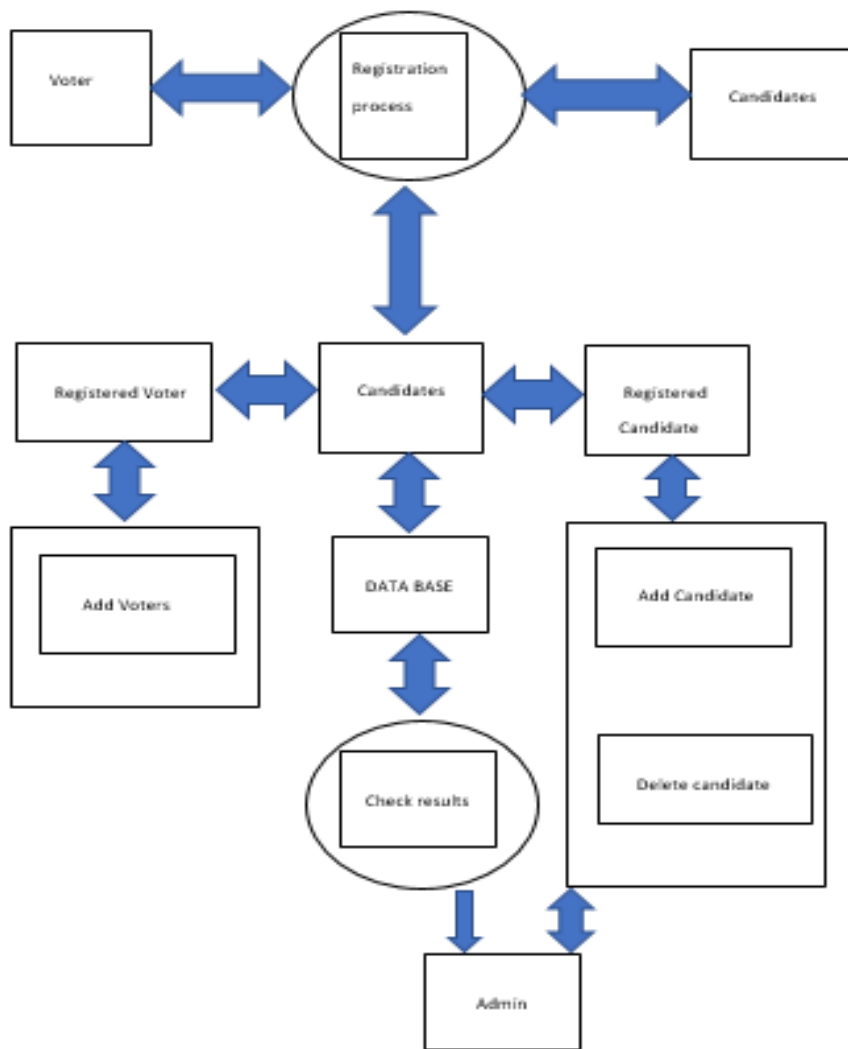 Voter
Registration
process
Candidates
Registered Voter
Candidates
Registered
Candidate
Add Voters
DATA BASE
Add Candidate
Check results
Delete candidate
Admin